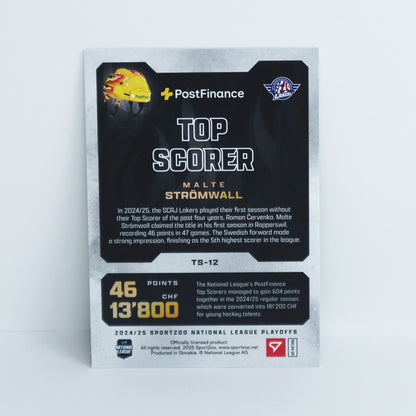 PostFinance
LAKERS
TOP
SCORER
MALTE
STRÖMWALL
In 2024/25, the SCRJ Lakers played their first season without
their Top Scorer of the past four years, Roman Červenka. Malte
Strömwall claimed the title in his first season in Rapperswil,
recording 46 points in 47 games. The Swedish forward made
a strong impression, finishing as the 5th highest scorer in the league.
TS-12
46 POINTS
13'800 CHF
The National League's PostFinance
Top Scorers managed to gain 604 points
together in the 2024/25 regular season,
which were converted into 181'200 CHF
for young hockey talents.
2024/25 SPORTZOO NATIONAL LEAGUE PLAYOFFS
NATIONAL
LEAGUE
Officially licensed product
All rights reserved. 2025 SportZoo, www.sportzoo.net
Produced in Slovakia. © National League AG